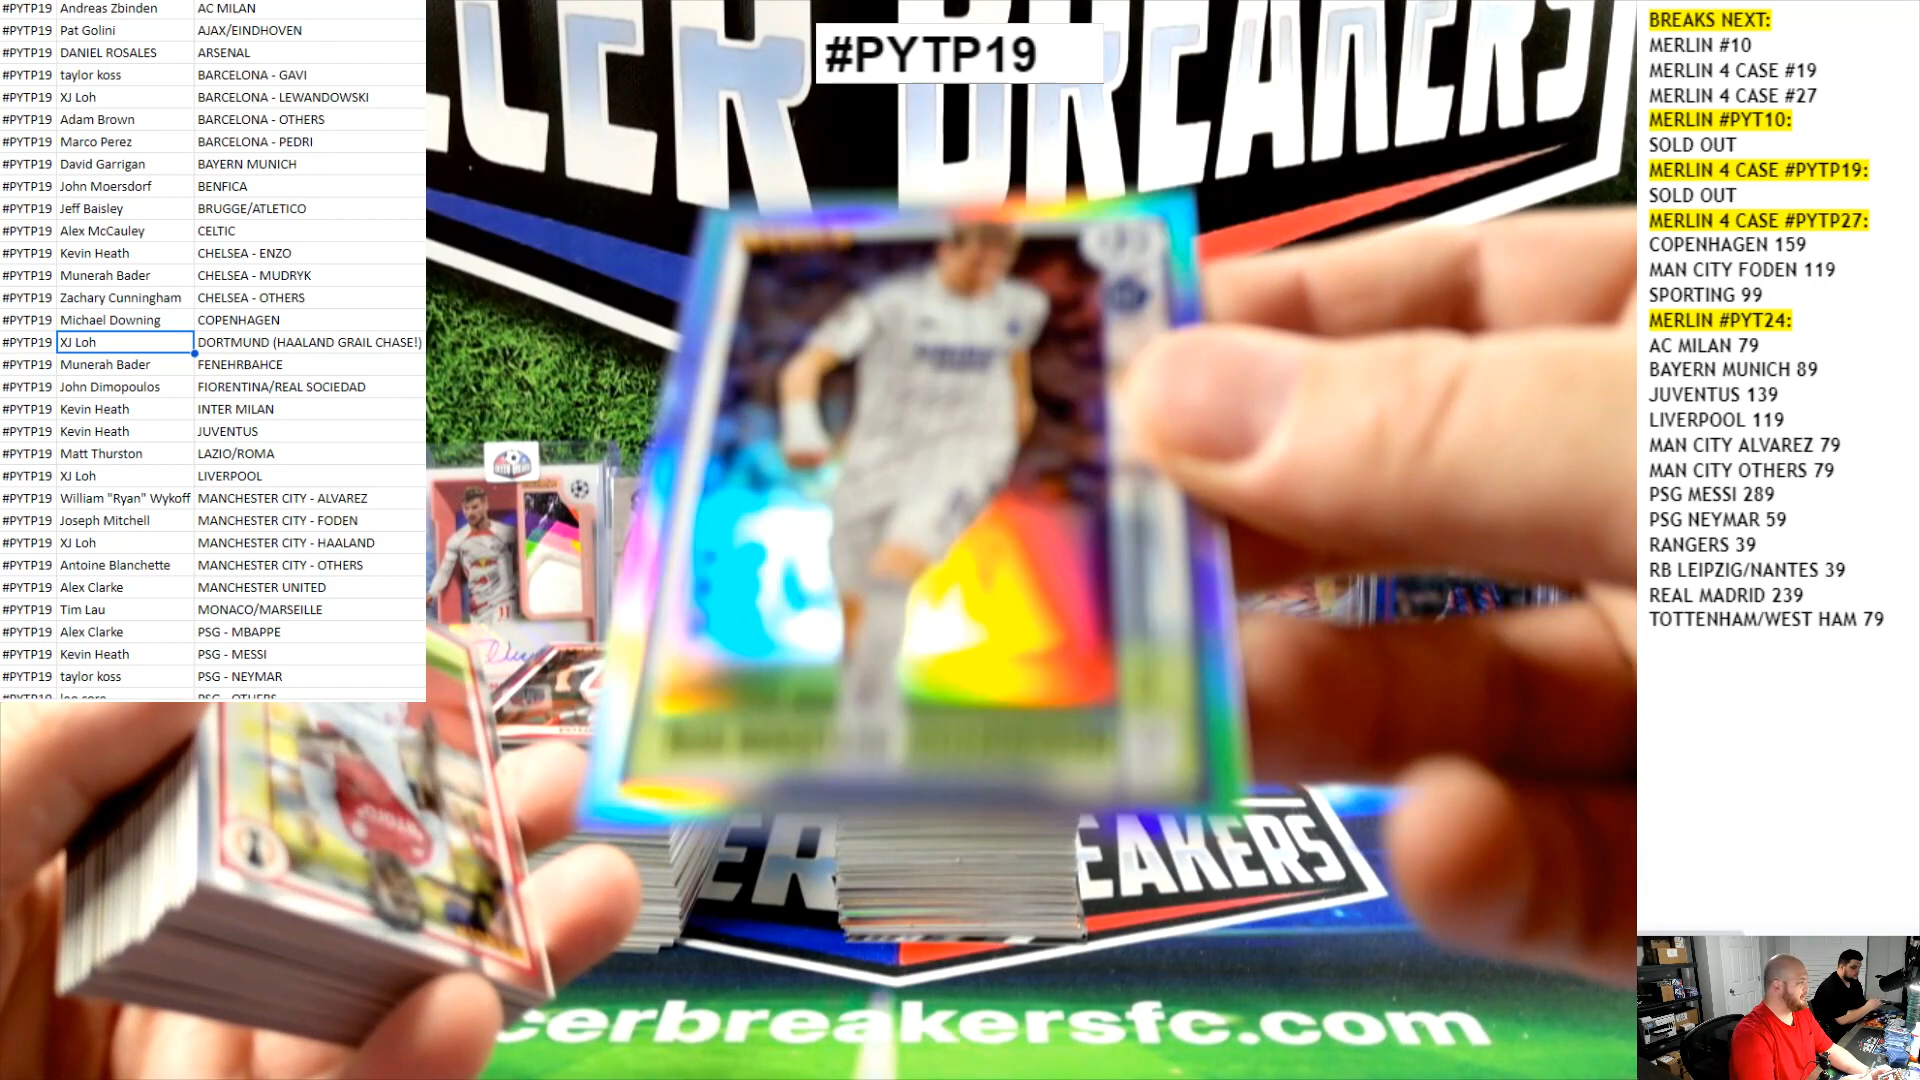 #PYTP19 Andreas Zbinden AC MILAN
#PYTP19 Pat Golini AJAX/EINDHOVEN
#PYTP19 DANIEL ROSALES ARSENAL
#PYTP19 taylor koss BARCELONA - GAVI
#PYTP19 XJ Loh BARCELONA - LEWANDOWSKI
#PYTP19 Adam Brown BARCELONA - OTHERS
#PYTP19 Marco Perez BARCELONA - PEDRI
#PYTP19 David Garrigan BAYERN MUNICH
#PYTP19 John Moersdorf BENFICA
#PYTP19 Jeff Baisley BRUGGE/ATLETICO
#PYTP19 Alex McCauley CELTIC
#PYTP19 Kevin Heath CHELSEA - ENZO
#PYTP19 Munerah Bader CHELSEA - MUDRYK
#PYTP19 Zachary Cunningham CHELSEA - OTHERS
#PYTP19 Michael Downing COPENHAGEN
#PYTP19 XJ Loh DORTMUND (HAALAND GRAIL CHASE!)
#PYTP19 Munerah Bader FENEHRBAHCE
#PYTP19 John Dimopoulos FIORENTINA/REAL SOCIEDAD
#PYTP19 Kevin Heath INTER MILAN
#PYTP19 Kevin Heath JUVENTUS
#PYTP19 Matt Thurston LAZIO/ROMA
#PYTP19 XJ Loh LIVERPOOL
#PYTP19 William "Ryan" Wykoff MANCHESTER CITY - ALVAREZ
#PYTP19 Joseph Mitchell MANCHESTER CITY - FODEN
#PYTP19 XJ Loh MANCHESTER CITY - HAALAND
#PYTP19 Antoine Blanchette MANCHESTER CITY - OTHERS
#PYTP19 Alex Clarke MANCHESTER UNITED
#PYTP19 Tim Lau MONACO/MARSEILLE
#PYTP19 Alex Clarke PSG - MBAPPE
#PYTP19 Kevin Heath PSG - MESSI
#PYTP19 taylor koss PSG - NEYMAR
#PYTP19
BREAKERS
EAKERS
cerbreakersfc.com
BREAKS NEXT:
MERLIN #10
MERLIN 4 CASE #19
MERLIN 4 CASE #27
MERLIN #PYT10:
SOLD OUT
MERLIN 4 CASE #PYTP19:
SOLD OUT
MERLIN 4 CASE #PYTP27:
COPENHAGEN 159
MAN CITY FODEN 119
SPORTING 99
MERLIN #PYT24:
AC MILAN 79
BAYERN MUNICH 89
JUVENTUS 139
LIVERPOOL 119
MAN CITY ALVAREZ 79
MAN CITY OTHERS 79
PSG MESSI 289
PSG NEYMAR 59
RANGERS 39
RB LEIPZIG/NANTES 39
REAL MADRID 239
TOTTENHAM/WEST HAM 79